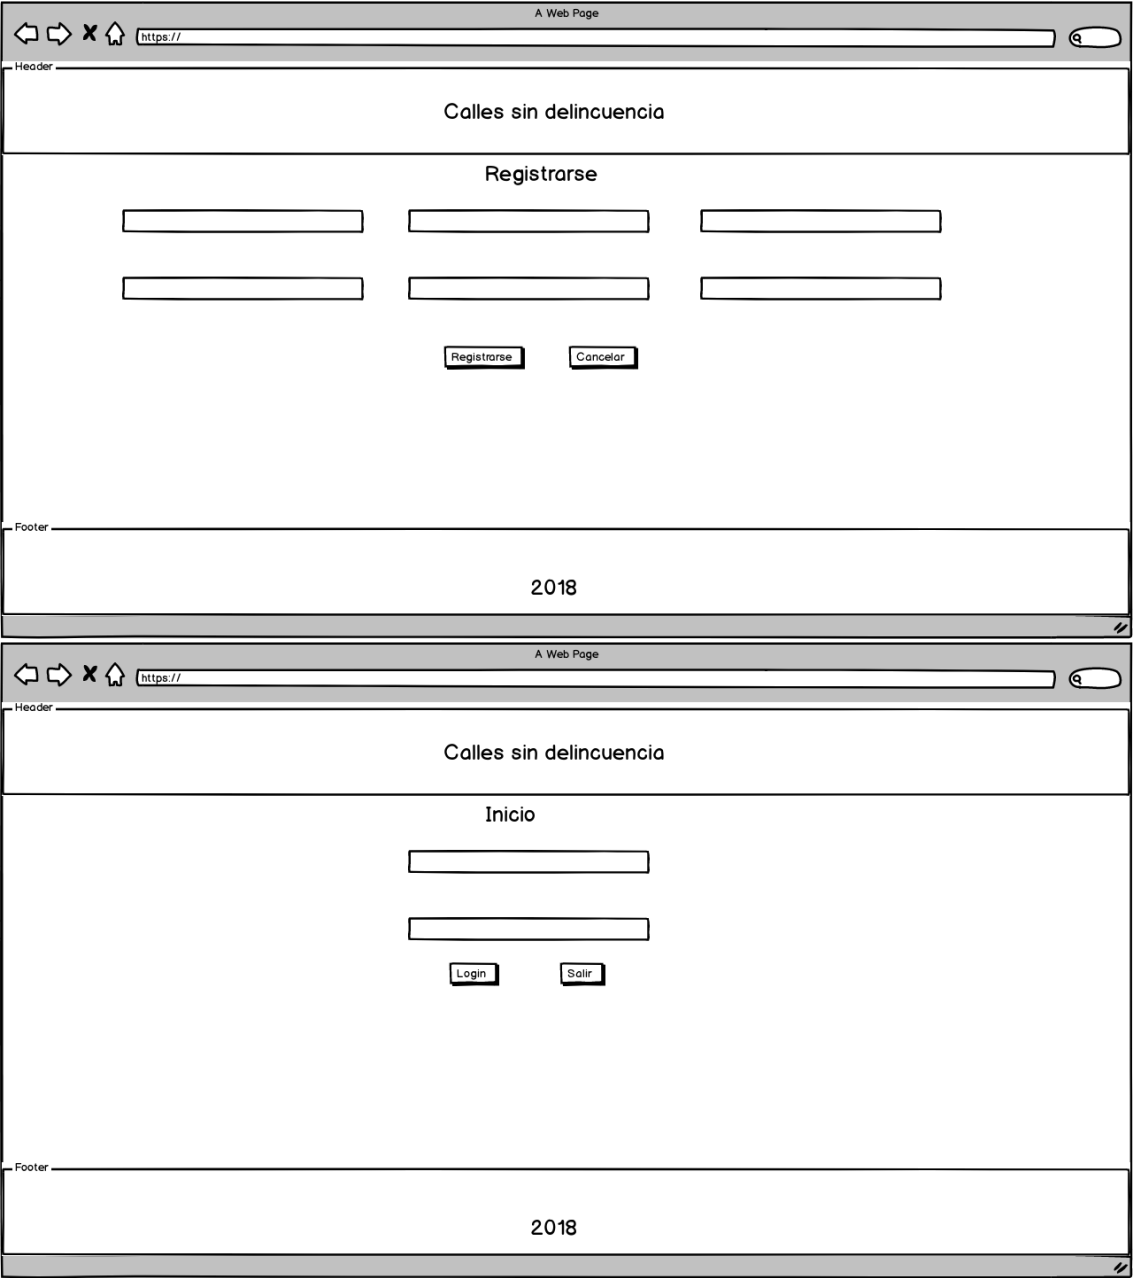 A Web Page
https://
Header
Calles sin delincuencia
Registrarse
Registrarse Cancelar
Footer
2018
A Web Page
https://
Header
Calles sin delincuencia
Inicio
Login Salir
Footer
2018